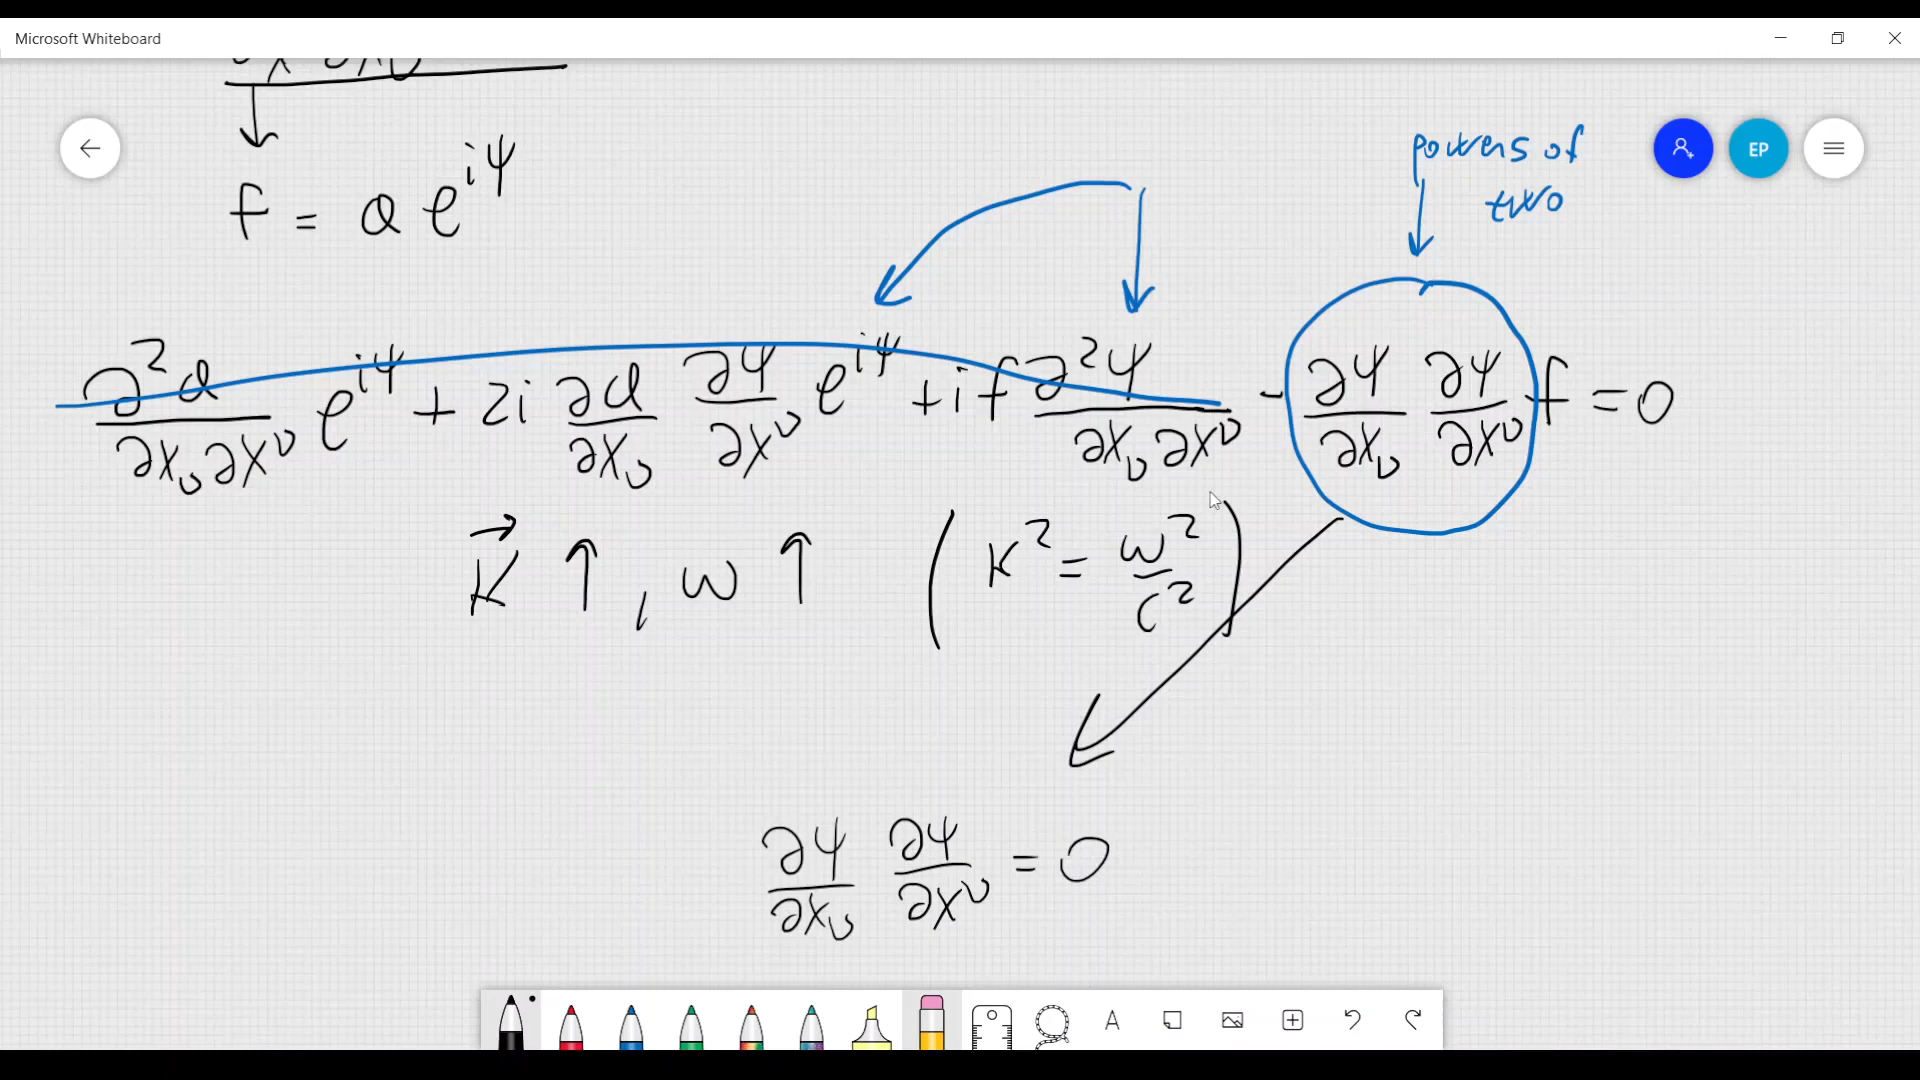 Microsoft Whiteboard
f = a e^{iψ}
powers of
two
EP
∂²a/∂x_ν∂x^ν e^{iψ} + 2i ∂a/∂x_ν ∂ψ/∂x^ν e^{iψ} + i f ∂²ψ/∂x_ν∂x^ν - ∂ψ/∂x_ν ∂ψ/∂x^ν f = 0
K⃗ ↑, ω ↑ (K² = ω²/c²)
∂ψ/∂x_ν ∂ψ/∂x^ν = 0
A